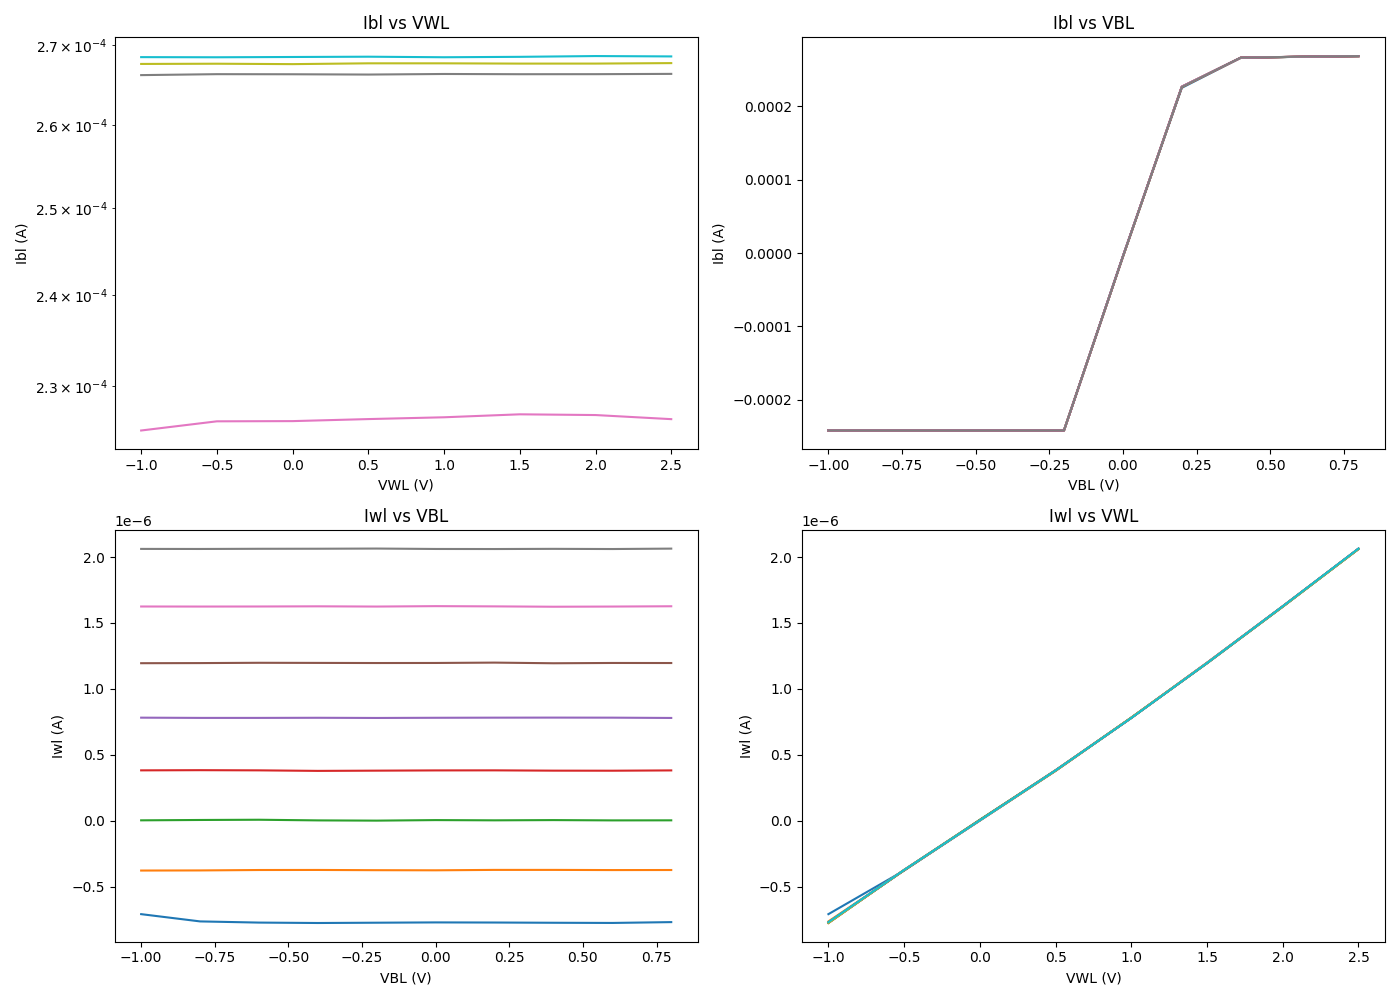 Ibl vs VWL
2.7 × 10⁻⁴
2.6 × 10⁻⁴
2.5 × 10⁻⁴
2.4 × 10⁻⁴
2.3 × 10⁻⁴
Ibl (A)
−1.0 −0.5 0.0 0.5 1.0 1.5 2.0 2.5
VWL (V)
Ibl vs VBL
0.0002
0.0001
0.0000
−0.0001
−0.0002
Ibl (A)
−1.00 −0.75 −0.50 −0.25 0.00 0.25 0.50 0.75
VBL (V)
Iwl vs VBL
1e−6
2.0
1.5
1.0
0.5
0.0
−0.5
Iwl (A)
−1.00 −0.75 −0.50 −0.25 0.00 0.25 0.50 0.75
VBL (V)
Iwl vs VWL
1e−6
2.0
1.5
1.0
0.5
0.0
−0.5
Iwl (A)
−1.0 −0.5 0.0 0.5 1.0 1.5 2.0 2.5
VWL (V)